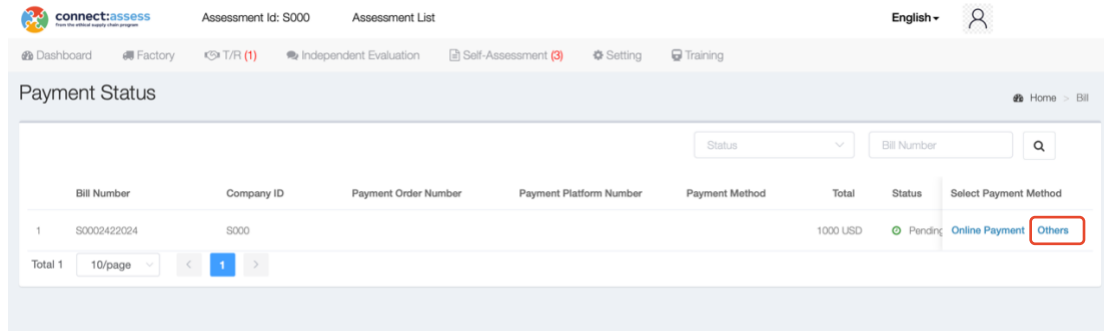 connect:assess Assessment Id: S000 Assessment List English
From the ethical supply chain program
Dashboard Factory T/R (1) Independent Evaluation Self-Assessment (3) Setting Training
Payment Status Home > Bill
Status Bill Number
Bill Number Company ID Payment Order Number Payment Platform Number Payment Method Total Status Select Payment Method
1 S0002422024 S000 1000 USD Pending Online Payment Others
Total 1 10/page < 1 >